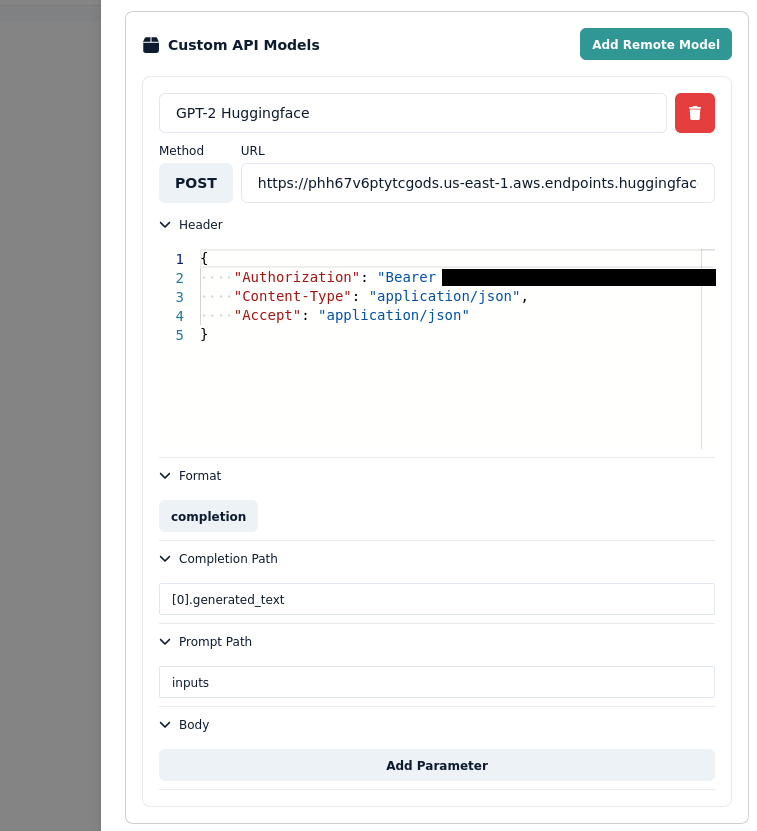 Custom API Models
Add Remote Model
GPT-2 Huggingface
Method
URL
POST
https://phh67v6ptytcgods.us-east-1.aws.endpoints.huggingfac
Header
1 {
2 ····"Authorization": "Bearer
3 ····"Content-Type": "application/json",
4 ····"Accept": "application/json"
5 }
Format
completion
Completion Path
[0].generated_text
Prompt Path
inputs
Body
Add Parameter